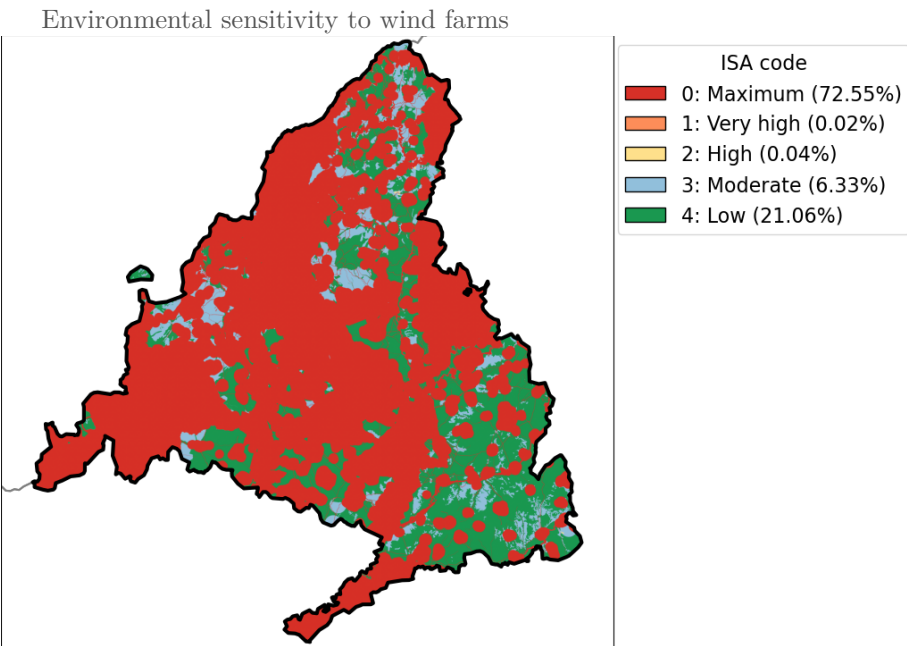 Environmental sensitivity to wind farms
ISA code
0: Maximum (72.55%)
1: Very high (0.02%)
2: High (0.04%)
3: Moderate (6.33%)
4: Low (21.06%)